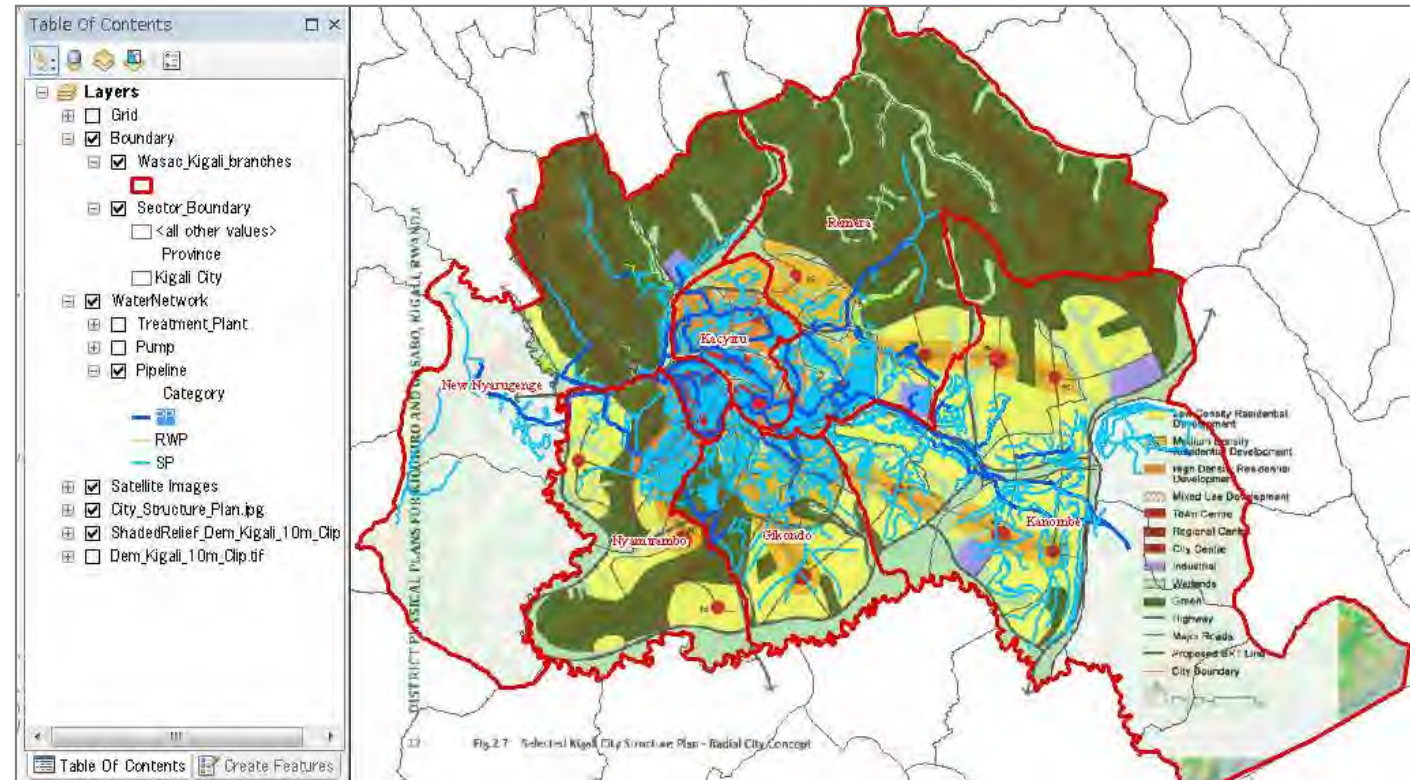 Table Of Contents
Layers
Grid
Boundary
Wasac_Kigali_branches
Sector_Boundary
<all other values>
Province
Kigali City
WaterNetwork
Treatment_Plant
Pump
Pipeline
Category
RWP
SP
Satellite Images
City_Structure_Plan.jpg
ShadedRelief_Dem_Kigali_10m_Clip
Dem_Kigali_10m_Clip.tif
Table Of Contents
Create Features
DISTRICT PHYSICAL PLANS FOR KICUKIRO AND GASABO, KIGALI, RWANDA
Remera
Kacyiru
New Nyarugenge
Nyamirambo
Gikondo
Kanombe
Low Density Residential
Development
Medium Density
Residential Development
High Density Residential
Development
Mixed Use Development
Town Centre
Regional Centre
City Centre
Industrial
Wetlands
Green
Highway
Major Roads
Proposed BRT Line
City Boundary
Fig 2.7 Selected Kigali City Structure Plan - Radial City Concept